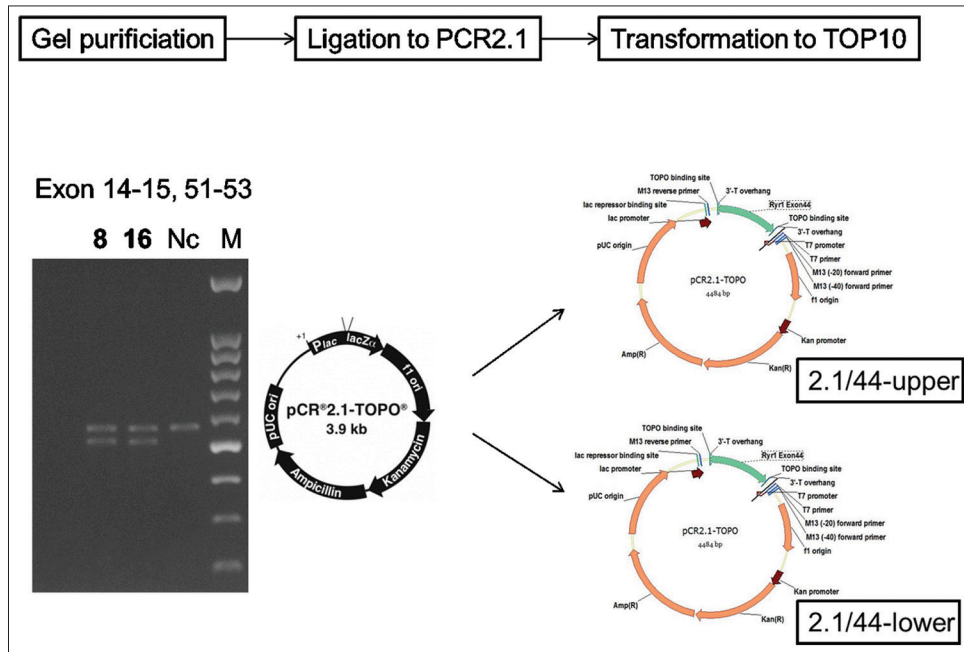 Gel purificiation
Ligation to PCR2.1
Transformation to TOP10
Exon 14-15, 51-53
8 16 Nc M
+1
Plac lacZα
f1 ori
Kanamycin
Ampicillin
pUC ori
pCR®2.1-TOPO®
3.9 kb
TOPO binding site
M13 reverse primer
3'-T overhang
lac repressor binding site
Ryr1 Exon44
lac promoter
TOPO binding site
3'-T overhang
pUC origin
T7 promoter
T7 primer
M13 (-20) forward primer
M13 (-40) forward primer
f1 origin
pCR2.1-TOPO
4484 bp
Kan promoter
Amp(R)
Kan(R)
2.1/44-upper
TOPO binding site
M13 reverse primer
3'-T overhang
lac repressor binding site
Ryr1 Exon44
lac promoter
TOPO binding site
3'-T overhang
pUC origin
T7 promoter
T7 primer
M13 (-20) forward primer
M13 (-40) forward primer
f1 origin
pCR2.1-TOPO
4484 bp
Kan promoter
Amp(R)
Kan(R)
2.1/44-lower